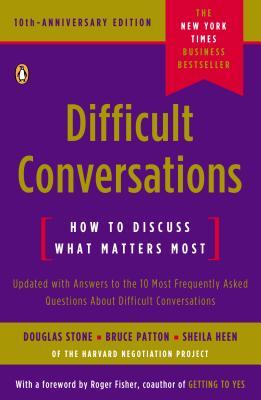 10th-ANNIVERSARY EDITION
THE
NEW YORK
TIMES
BUSINESS
BESTSELLER
Difficult
Conversations
[ HOW TO DISCUSS
WHAT MATTERS MOST ]
Updated with Answers to the 10 Most Frequently Asked
Questions About Difficult Conversations
DOUGLAS STONE ■ BRUCE PATTON ■ SHEILA HEEN
OF THE HARVARD NEGOTIATION PROJECT
With a foreword by Roger Fisher, coauthor of GETTING TO YES